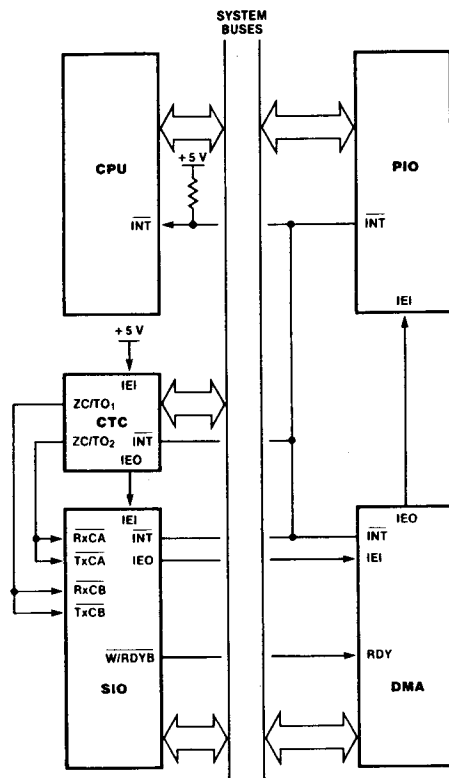 SYSTEM
BUSES
CPU
+5 V
INT
PIO
INT
IEI
+5 V
IEI
ZC/TO₁
CTC
ZC/TO₂
INT
IEO
IEI
RxCA
INT
TxCA
IEO
RxCB
TxCB
W/RDYB
SIO
IEO
INT
IEI
RDY
DMA